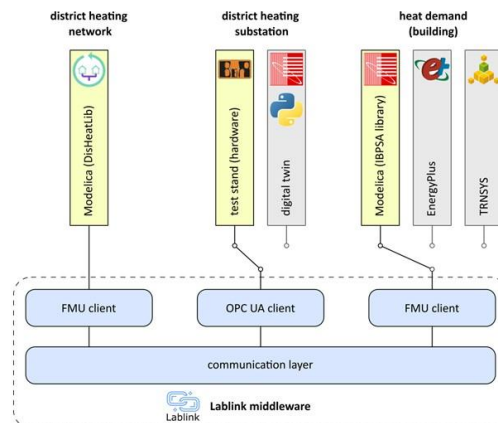 district heating
network
district heating
substation
heat demand
(building)
Modelica (DisHeatLib)
test stand (hardware)
digital twin
Modelica (IBPSA library)
EnergyPlus
TRNSYS
FMU client
OPC UA client
FMU client
communication layer
Lablink
Lablink middleware